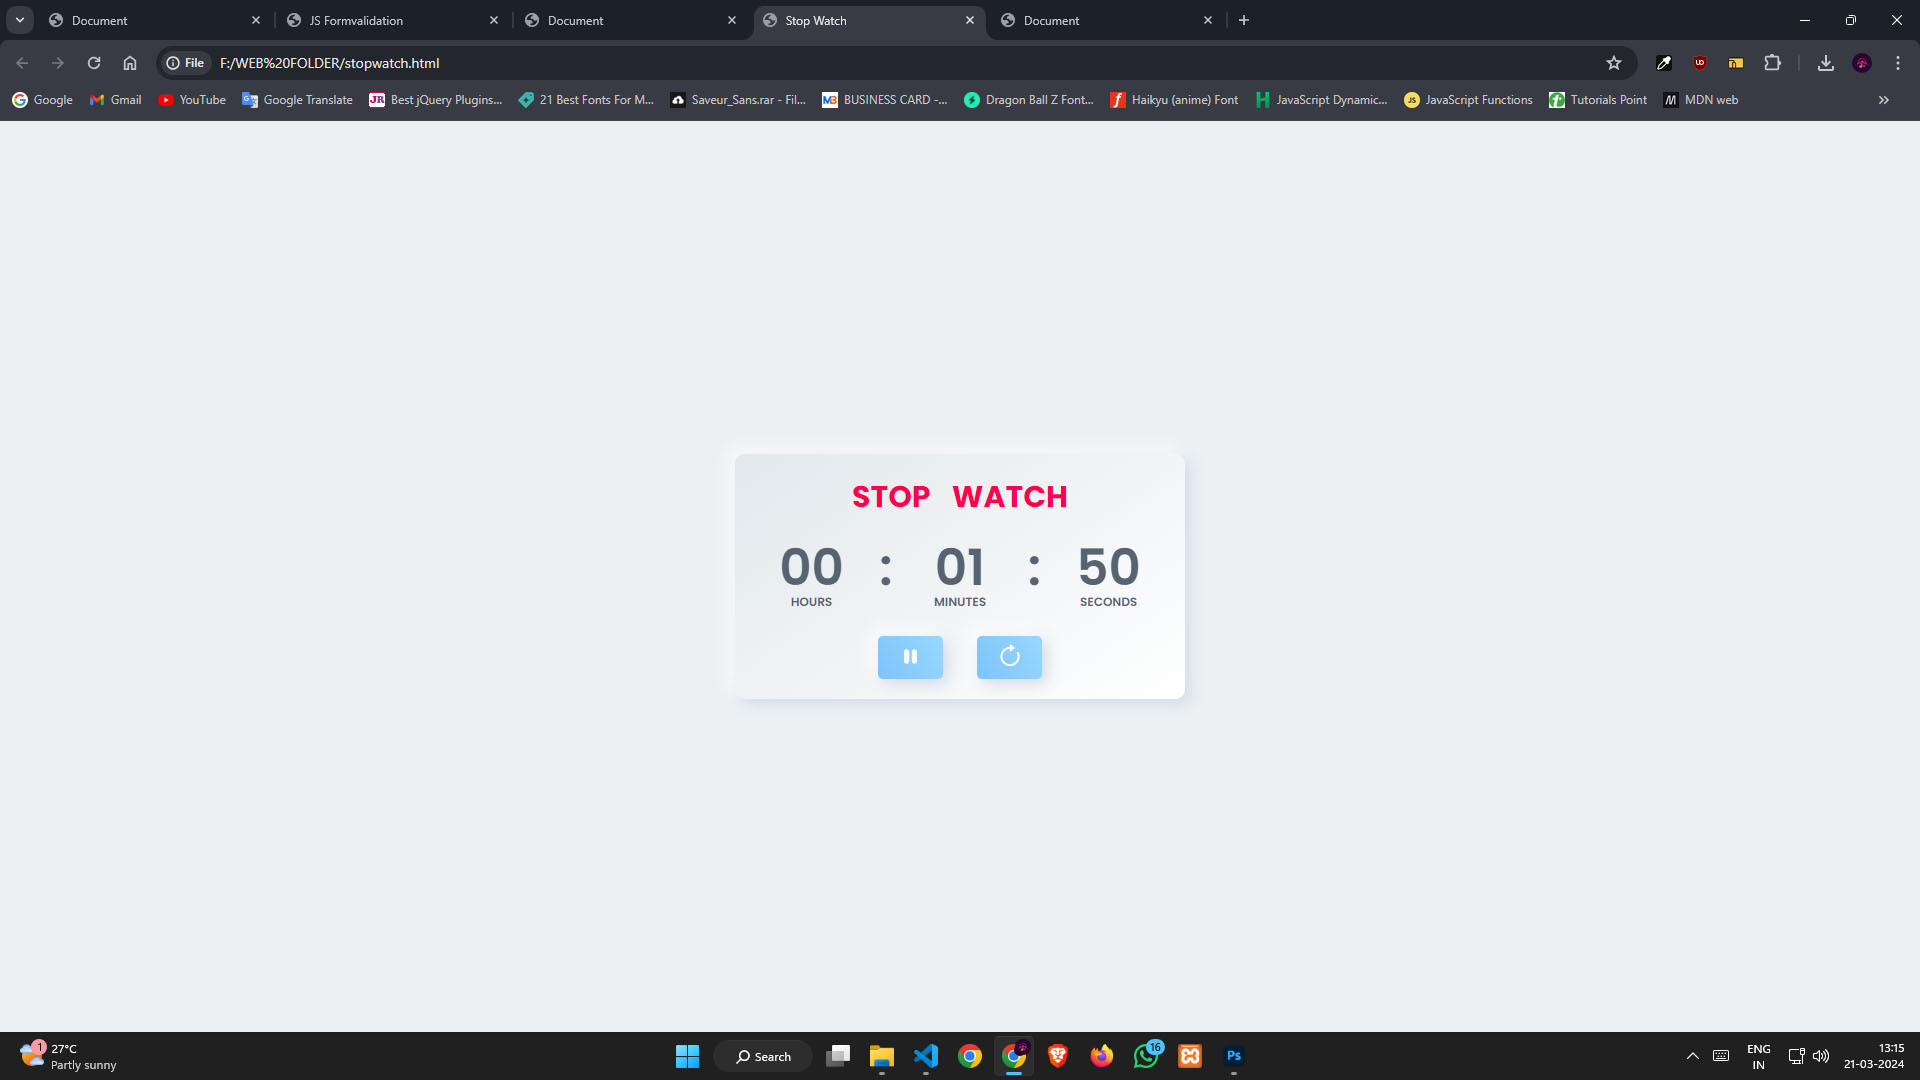 Document
JS Formvalidation
Document
Stop Watch
Document
File F:/WEB%20FOLDER/stopwatch.html
Google Gmail YouTube Google Translate Best jQuery Plugins... 21 Best Fonts For M... Saveur_Sans.rar - Fil... BUSINESS CARD -... Dragon Ball Z Font... Haikyu (anime) Font JavaScript Dynamic... JavaScript Functions Tutorials Point MDN web
STOP WATCH
00 : 01 : 50
HOURS MINUTES SECONDS
1
27°C
Partly sunny
Search
16
Ps
ENG
IN
13:15
21-03-2024